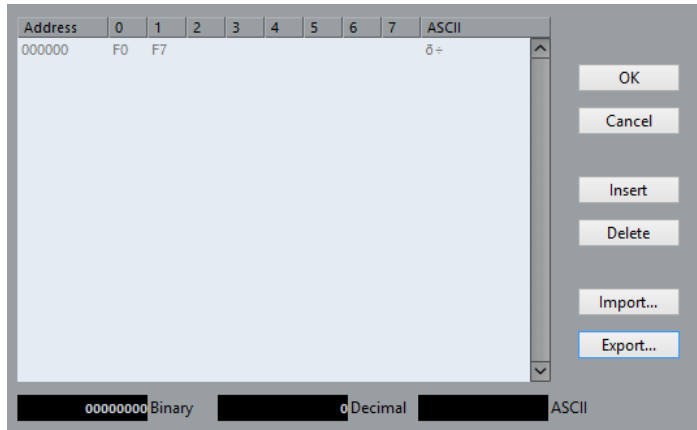 Address 0 1 2 3 4 5 6 7 ASCII
000000 F0 F7 ð÷
OK
Cancel
Insert
Delete
Import...
Export...
00000000 Binary 0 Decimal ASCII